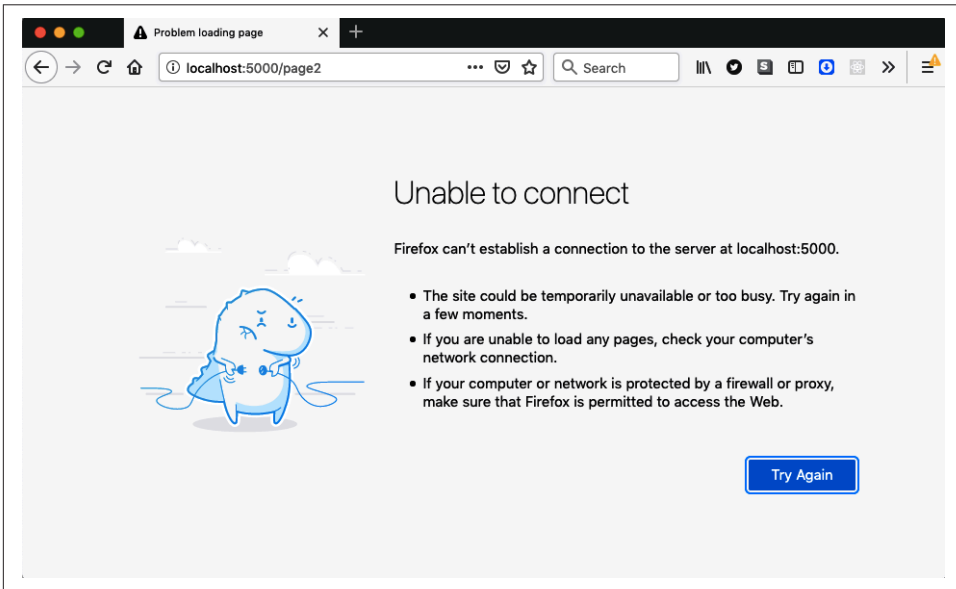 Problem loading page
localhost:5000/page2
Search
S
Unable to connect
Firefox can’t establish a connection to the server at localhost:5000.
• The site could be temporarily unavailable or too busy. Try again in
a few moments.
• If you are unable to load any pages, check your computer’s
network connection.
• If your computer or network is protected by a firewall or proxy,
make sure that Firefox is permitted to access the Web.
Try Again